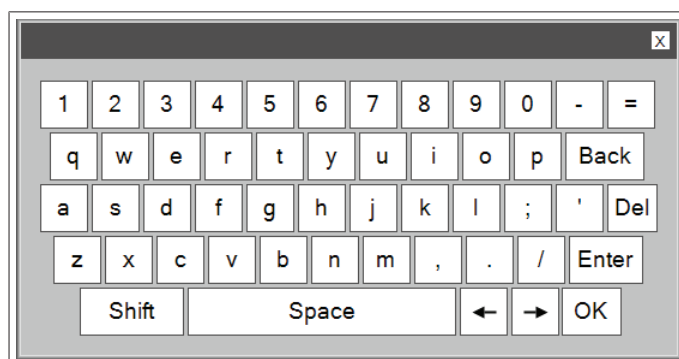 X
1 2 3 4 5 6 7 8 9 0 - =
q w e r t y u i o p Back
a s d f g h j k l ; ' Del
z x c v b n m , . / Enter
Shift Space ← → OK